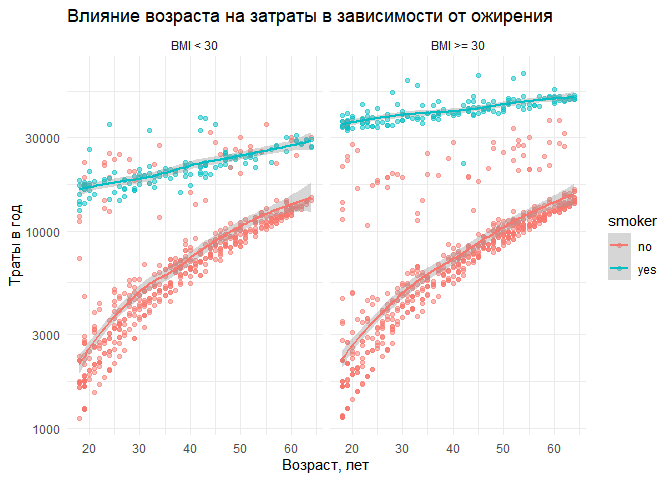 Влияние возраста на затраты в зависимости от ожирения
BMI < 30
BMI >= 30
Траты в год
30000
10000
3000
1000
20 30 40 50 60
20 30 40 50 60
Возраст, лет
smoker
no
yes